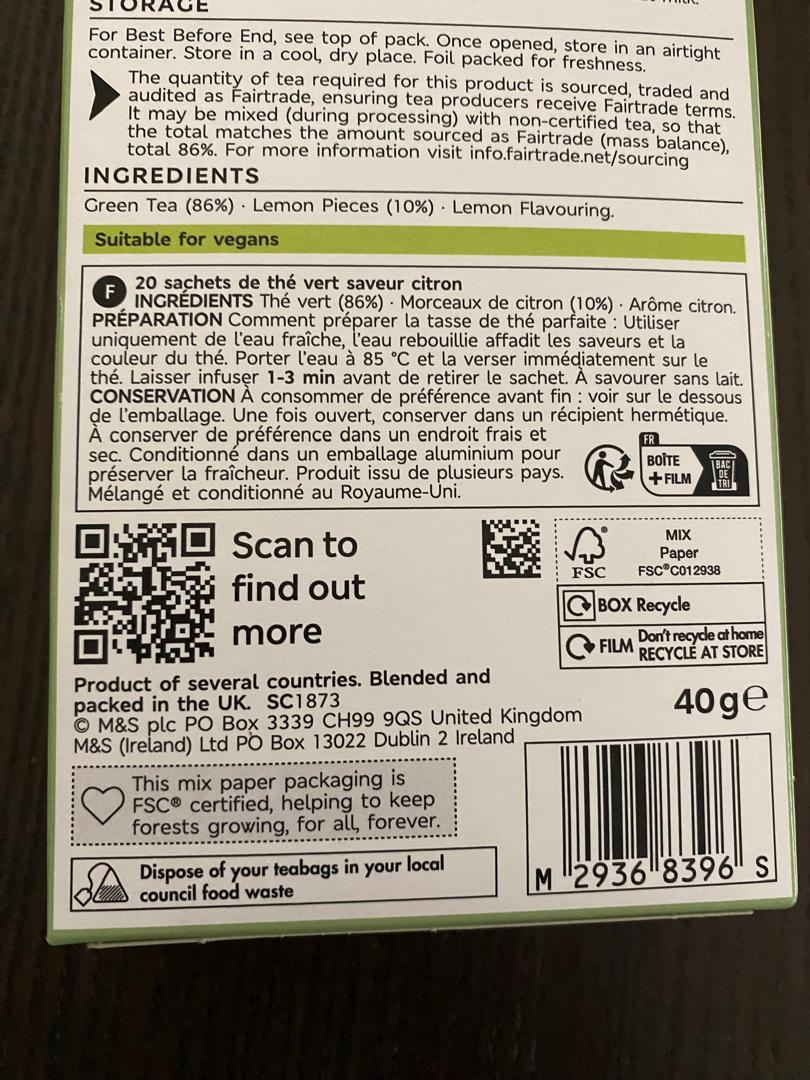 STORAGE
milk.
For Best Before End, see top of pack. Once opened, store in an airtight
container. Store in a cool, dry place. Foil packed for freshness.
The quantity of tea required for this product is sourced, traded and
audited as Fairtrade, ensuring tea producers receive Fairtrade terms.
It may be mixed (during processing) with non-certified tea, so that
the total matches the amount sourced as Fairtrade (mass balance),
total 86%. For more information visit info.fairtrade.net/sourcing
INGREDIENTS
Green Tea (86%) · Lemon Pieces (10%) · Lemon Flavouring.
Suitable for vegans
F
20 sachets de thé vert saveur citron
INGRÉDIENTS Thé vert (86%) · Morceaux de citron (10%) · Arôme citron.
PRÉPARATION Comment préparer la tasse de thé parfaite : Utiliser
uniquement de l'eau fraîche, l'eau rebouillie affadit les saveurs et la
couleur du thé. Porter l'eau à 85 °C et la verser immédiatement sur le
thé. Laisser infuser 1-3 min avant de retirer le sachet. À savourer sans lait.
CONSERVATION À consommer de préférence avant fin : voir sur le dessous
de l'emballage. Une fois ouvert, conserver dans un récipient hermétique.
À conserver de préférence dans un endroit frais et
sec. Conditionné dans un emballage aluminium pour
préserver la fraîcheur. Produit issu de plusieurs pays.
Mélangé et conditionné au Royaume-Uni.
FR
BOÎTE
+ FILM
BAC
DE
TRI
Scan to
find out
more
FSC
MIX
Paper
FSC® C012938
BOX Recycle
FILM Don't recycle at home
RECYCLE AT STORE
Product of several countries. Blended and
packed in the UK. SC1873
© M&S plc PO Box 3339 CH99 9QS United Kingdom
M&S (Ireland) Ltd PO Box 13022 Dublin 2 Ireland
40g e
This mix paper packaging is
FSC® certified, helping to keep
forests growing, for all, forever.
Dispose of your teabags in your local
council food waste
M 2936 8396 S